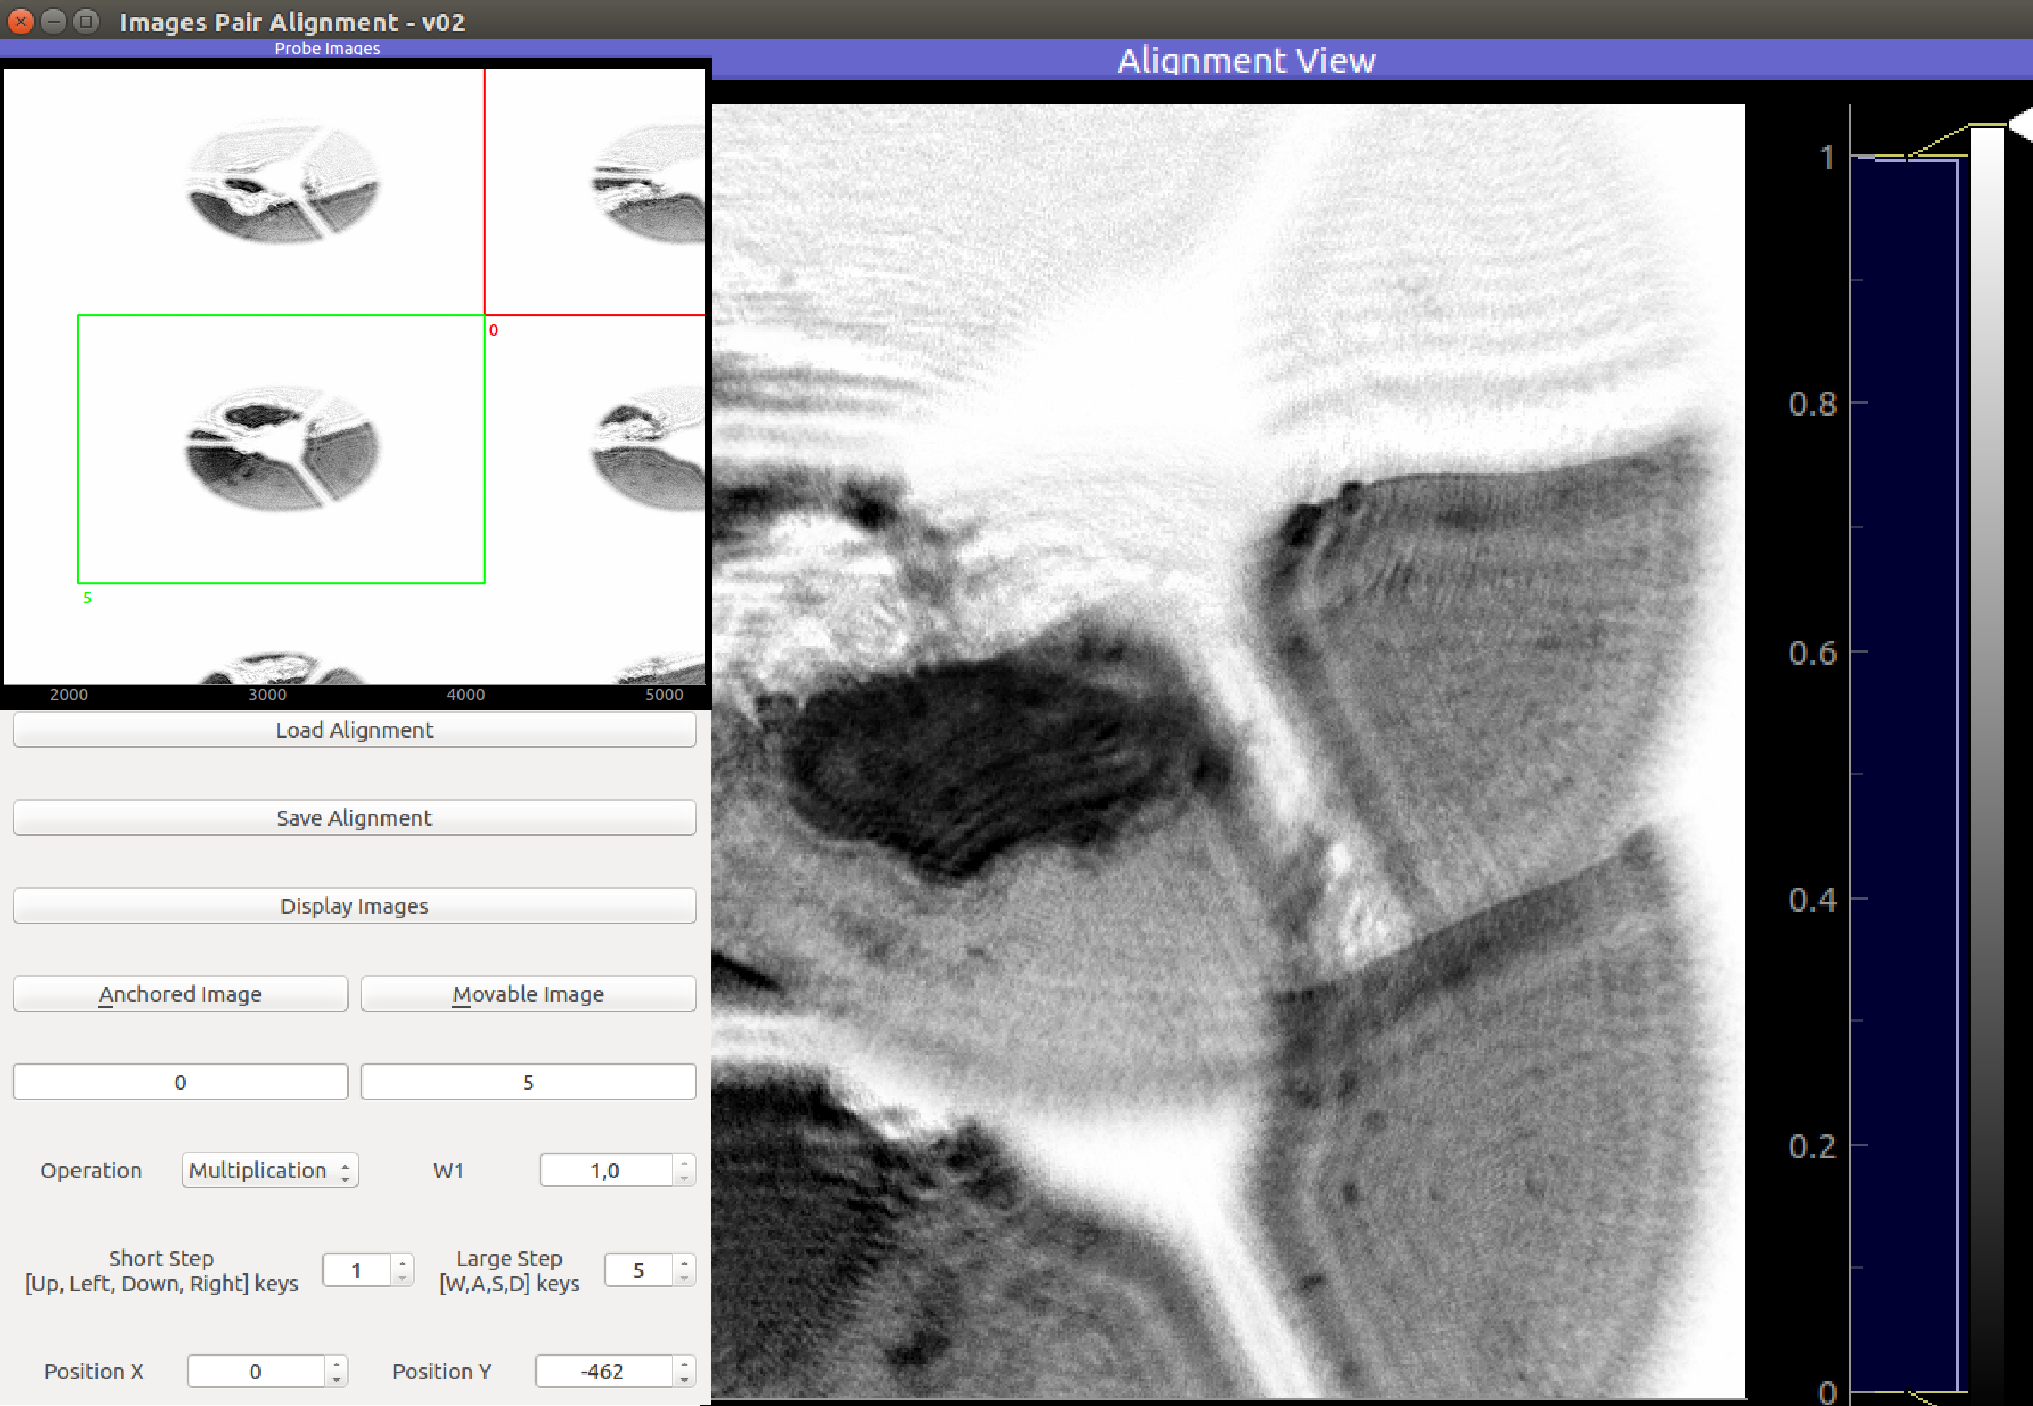 Images Pair Alignment - v02
Probe Images
Alignment View
0
5
2000 3000 4000 5000
1
0.8
0.6
0.4
0.2
0
Load Alignment
Save Alignment
Display Images
Anchored Image Movable Image
0 5
Operation Multiplication W1 1,0
Short Step Large Step
[Up, Left, Down, Right] keys 1 [W,A,S,D] keys 5
Position X 0 Position Y -462